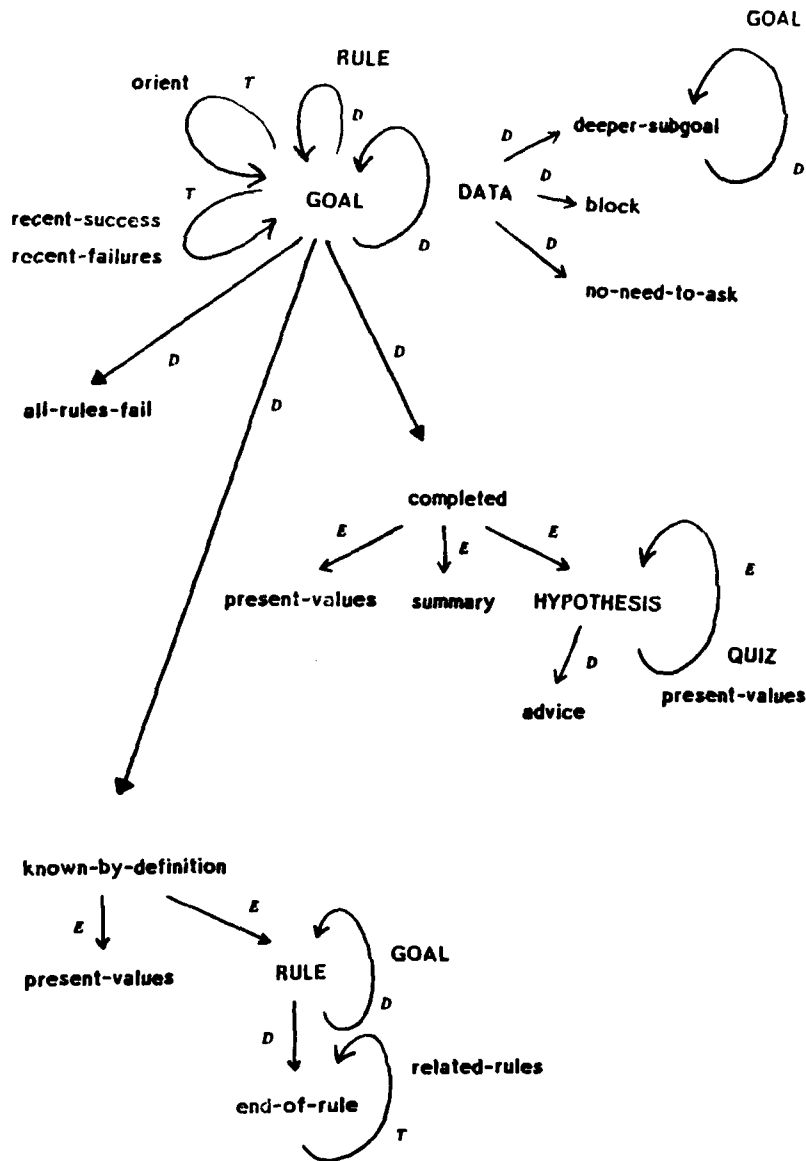 GOAL
RULE
orient
T
D
deeper-subgoal
D
D
D
T
GOAL
DATA
block
recent-success
recent-failures
D
D
no-need-to-ask
D
D
D
all-rules-fail
completed
E
E
E
E
present-values
summary
HYPOTHESIS
D
QUIZ
advice
present-values
known-by-definition
E
E
GOAL
present-values
RULE
D
D
related-rules
end-of-rule
T